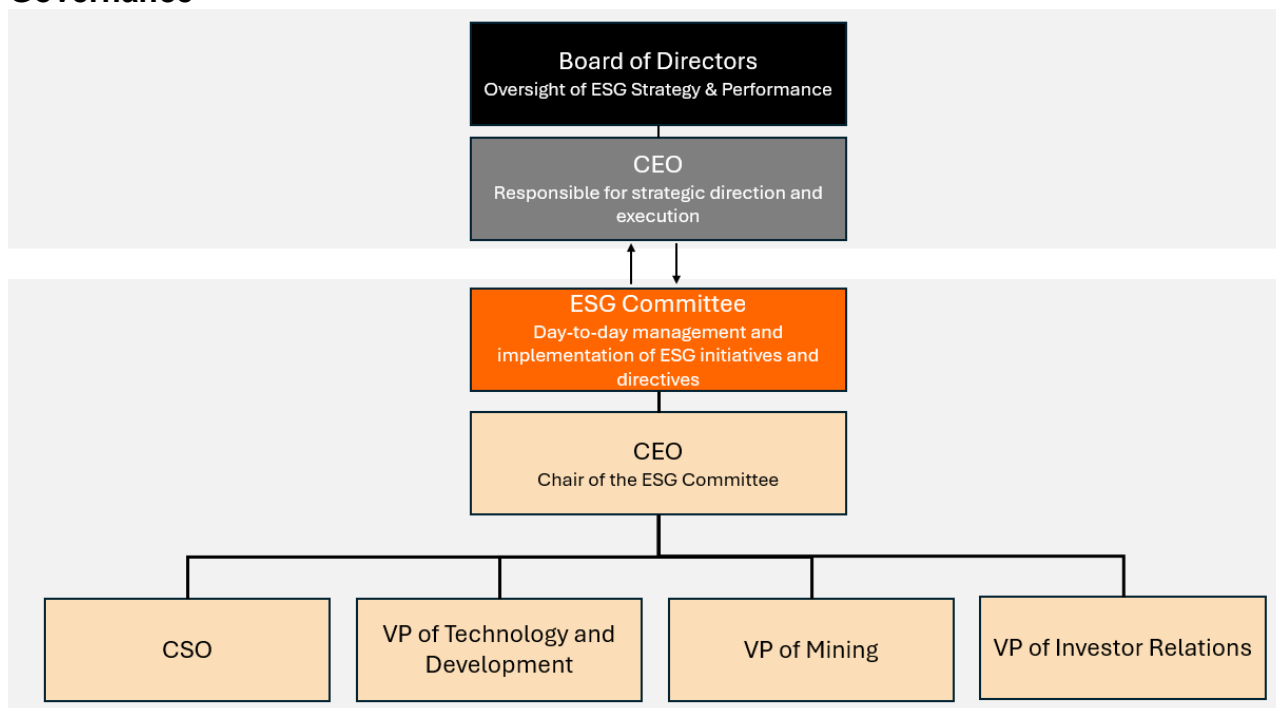 Governance
Board of Directors
Oversight of ESG Strategy & Performance
CEO
Responsible for strategic direction and
execution
ESG Committee
Day-to-day management and
implementation of ESG initiatives and
directives
CEO
Chair of the ESG Committee
CSO
VP of Technology and
Development
VP of Mining
VP of Investor Relations